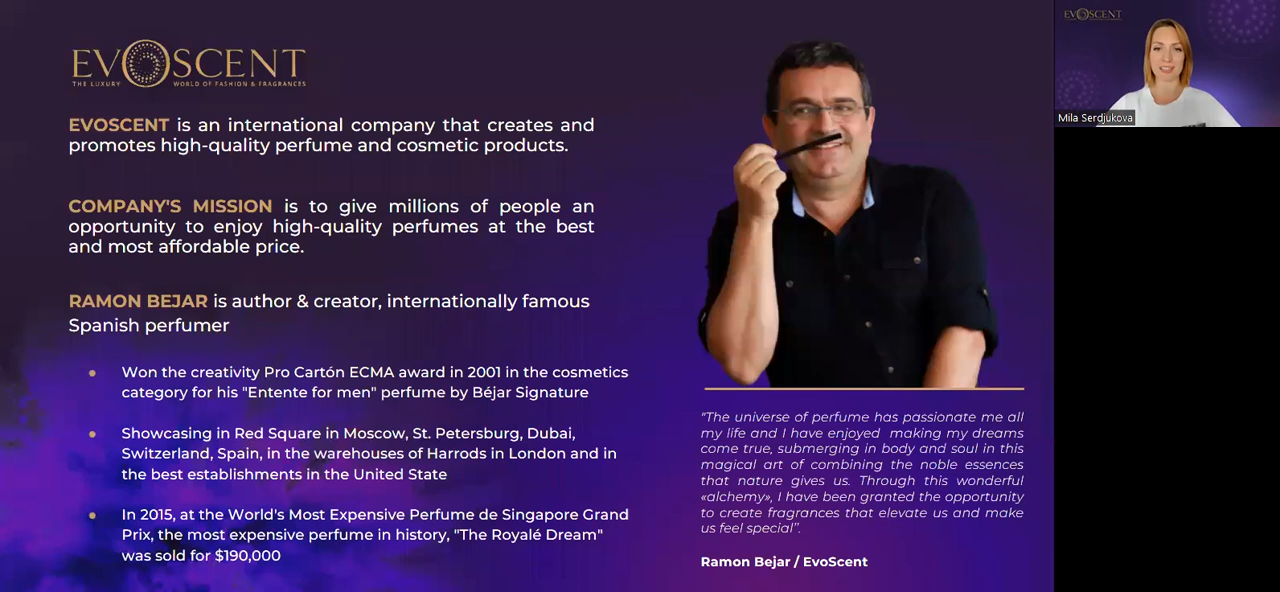 EVOSCENT
THE LUXURY WORLD OF FASHION & FRAGRANCES
EVOSCENT is an international company that creates and
promotes high-quality perfume and cosmetic products.
COMPANY'S MISSION is to give millions of people an
opportunity to enjoy high-quality perfumes at the best
and most affordable price.
RAMON BEJAR is author & creator, internationally famous
Spanish perfumer
• Won the creativity Pro Cartón ECMA award in 2001 in the cosmetics
category for his "Entente for men" perfume by Béjar Signature
• Showcasing in Red Square in Moscow, St. Petersburg, Dubai,
Switzerland, Spain, in the warehouses of Harrods in London and in
the best establishments in the United State
• In 2015, at the World's Most Expensive Perfume de Singapore Grand
Prix, the most expensive perfume in history, "The Royalé Dream"
was sold for $190,000
"The universe of perfume has passionate me all
my life and I have enjoyed making my dreams
come true, submerging in body and soul in this
magical art of combining the noble essences
that nature gives us. Through this wonderful
«alchemy», I have been granted the opportunity
to create fragrances that elevate us and make
us feel special".
Ramon Bejar / EvoScent
EVOSCENT
Mila Serdjukova